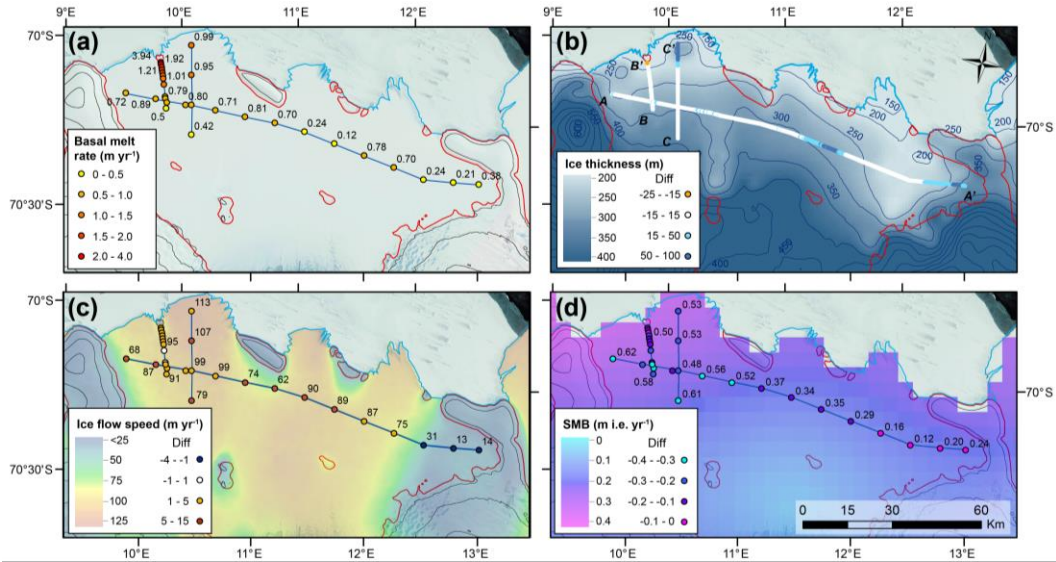 9°E 10°E 11°E 12°E
70°S
(a)
3.94
1.92
1.21
1.01
0.99
0.95
0.72
0.89
0.79
0.80
0.5
0.42
0.71
0.81
0.70
0.24
0.12
0.78
0.70
0.24
0.21
0.38
Basal melt
rate (m yr⁻¹)
0 - 0.5
0.5 - 1.0
1.0 - 1.5
1.5 - 2.0
2.0 - 4.0
70°30'S
9°E 10°E 11°E 12°E
(b)
N
70°S
A
B'
B
C'
C
A'
250
250
150
150
200
200
250
300
250
350
350
400
600
450
400
Ice thickness (m)
Diff
200
250
300
350
400
-25 - -15
-15 - 15
15 - 50
50 - 100
70°S
(c)
113
107
95
68
87
91
99
79
99
74
62
90
89
87
75
31
13
14
Ice flow speed (m yr⁻¹)
Diff
<25
50
75
100
125
-4 - -1
-1 - 1
1 - 5
5 - 15
70°30'S
10°E 11°E 12°E 13°E
(d)
70°S
0.53
0.53
0.50
0.62
0.58
0.48
0.61
0.56
0.52
0.37
0.34
0.35
0.29
0.16
0.12
0.20
0.24
SMB (m i.e. yr⁻¹)
Diff
0
0.1
0.2
0.3
0.4
-0.4 - -0.3
-0.3 - -0.2
-0.2 - -0.1
-0.1 - 0
0 15 30 45 60
Km
10°E 11°E 12°E 13°E